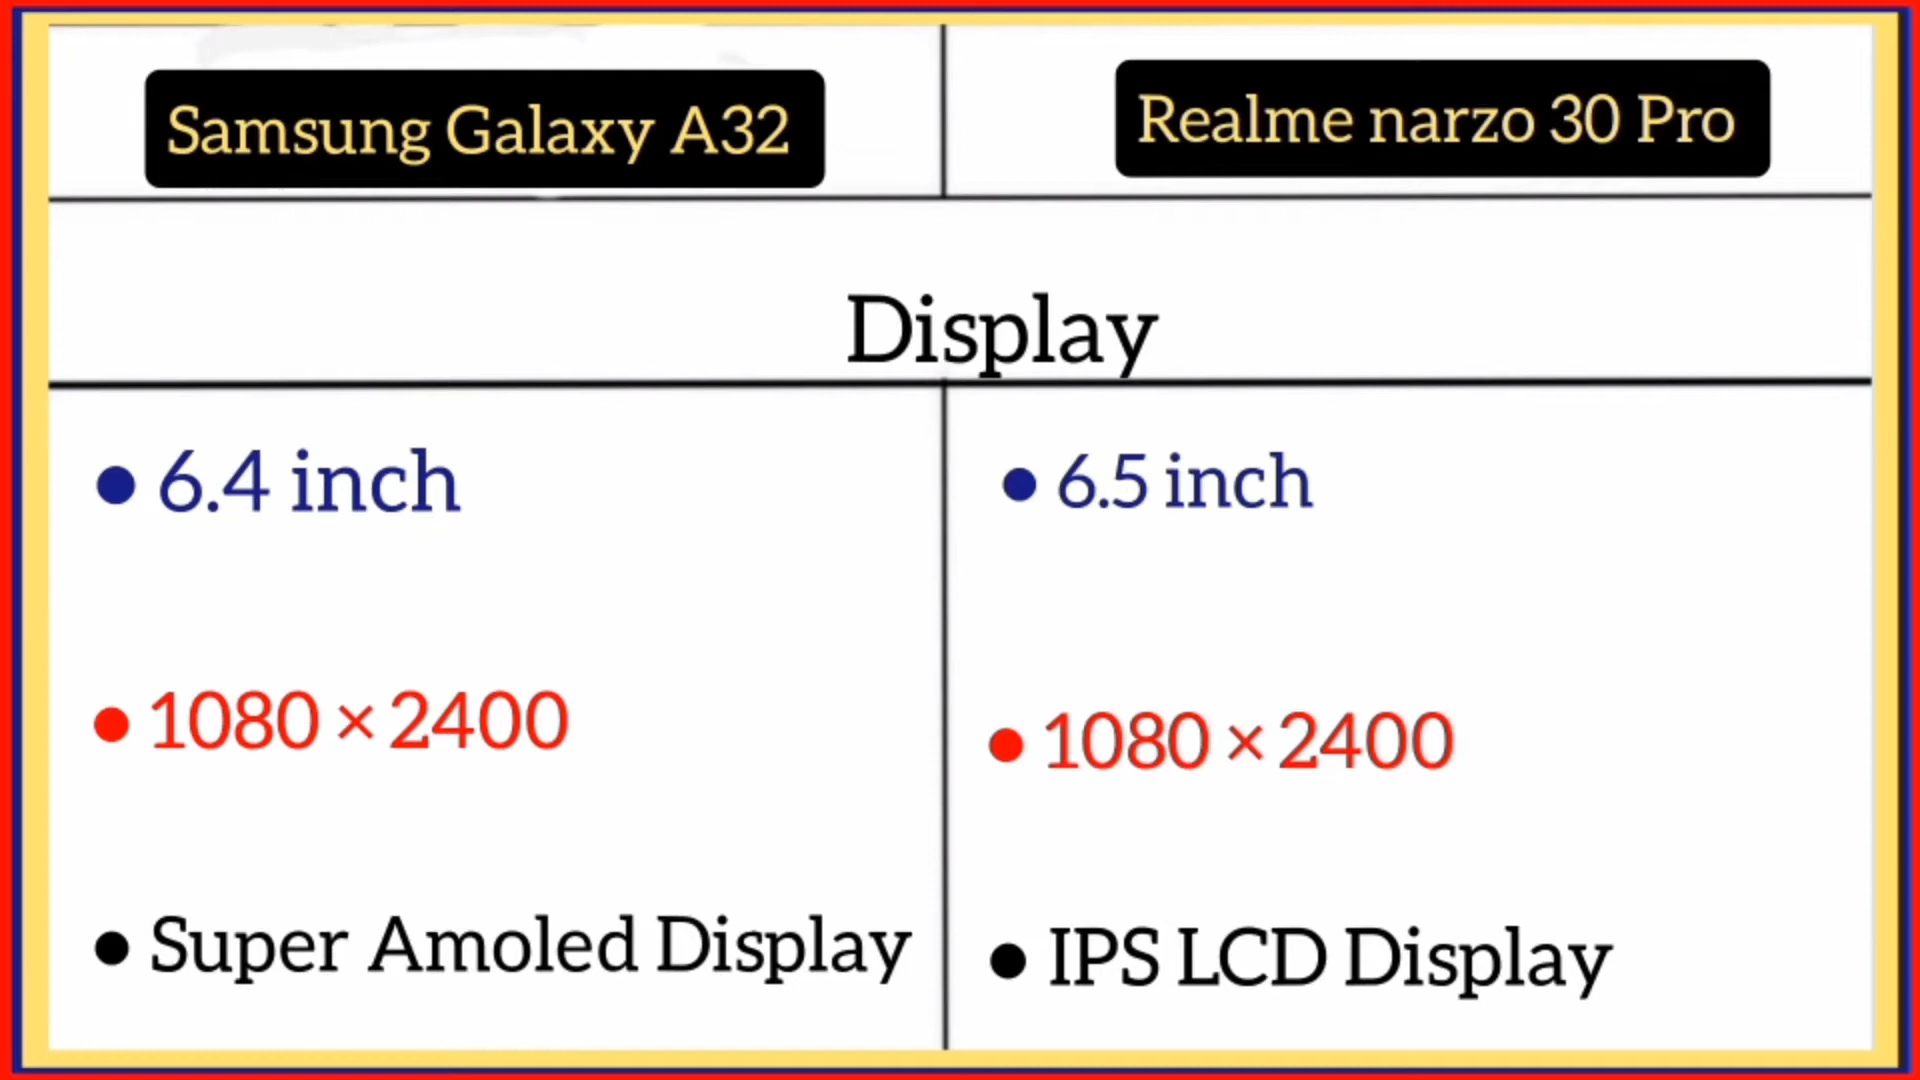 Samsung Galaxy A32
Realme narzo 30 Pro
Display
• 6.4 inch
• 6.5 inch
• 1080 × 2400
• 1080 × 2400
• Super Amoled Display
• IPS LCD Display